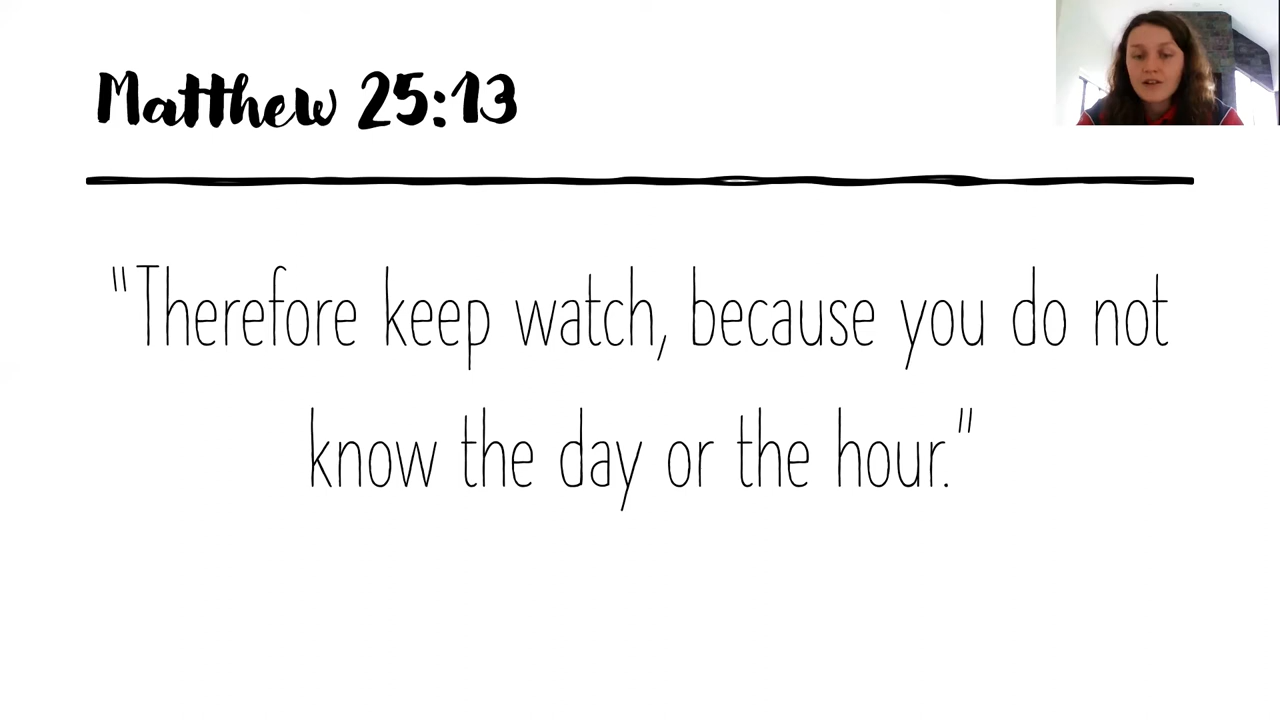 Matthew 25:13
"Therefore keep watch, because you do not
know the day or the hour."